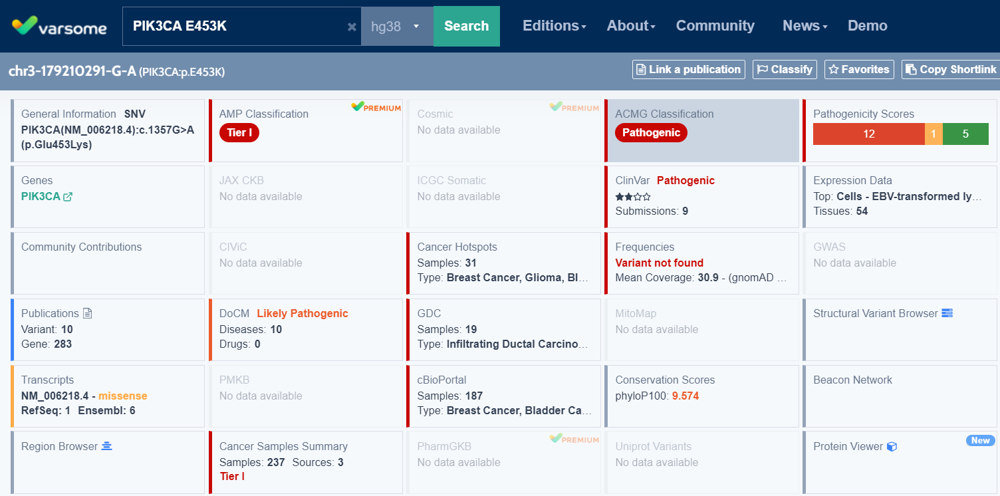 varsome PIK3CA E453K × hg38 Search Editions About Community News Demo
chr3-179210291-G-A (PIK3CA:p.E453K) Link a publication Classify Favorites Copy Shortlink
General Information SNV
PIK3CA(NM_006218.4):c.1357G>A
(p.Glu453Lys)
AMP Classification PREMIUM
Tier I
Cosmic PREMIUM
No data available
ACMG Classification
Pathogenic
Pathogenicity Scores
12 1 5
Genes
PIK3CA
JAX CKB
No data available
ICGC Somatic
No data available
ClinVar Pathogenic
Submissions: 9
Expression Data
Top: Cells - EBV-transformed ly…
Tissues: 54
Community Contributions
CIViC
No data available
Cancer Hotspots
Samples: 31
Type: Breast Cancer, Glioma, Bl…
Frequencies
Variant not found
Mean Coverage: 30.9 - (gnomAD …
GWAS
No data available
Publications
Variant: 10
Gene: 283
DoCM Likely Pathogenic
Diseases: 10
Drugs: 0
GDC
Samples: 19
Type: Infiltrating Ductal Carcino…
MitoMap
No data available
Structural Variant Browser
Transcripts
NM_006218.4 - missense
RefSeq: 1 Ensembl: 6
PMKB
No data available
cBioPortal
Samples: 187
Type: Breast Cancer, Bladder Ca…
Conservation Scores
phyloP100: 9.574
Beacon Network
Region Browser
Cancer Samples Summary
Samples: 237 Sources: 3
Tier I
PharmGKB PREMIUM
No data available
Uniprot Variants
No data available
Protein Viewer New